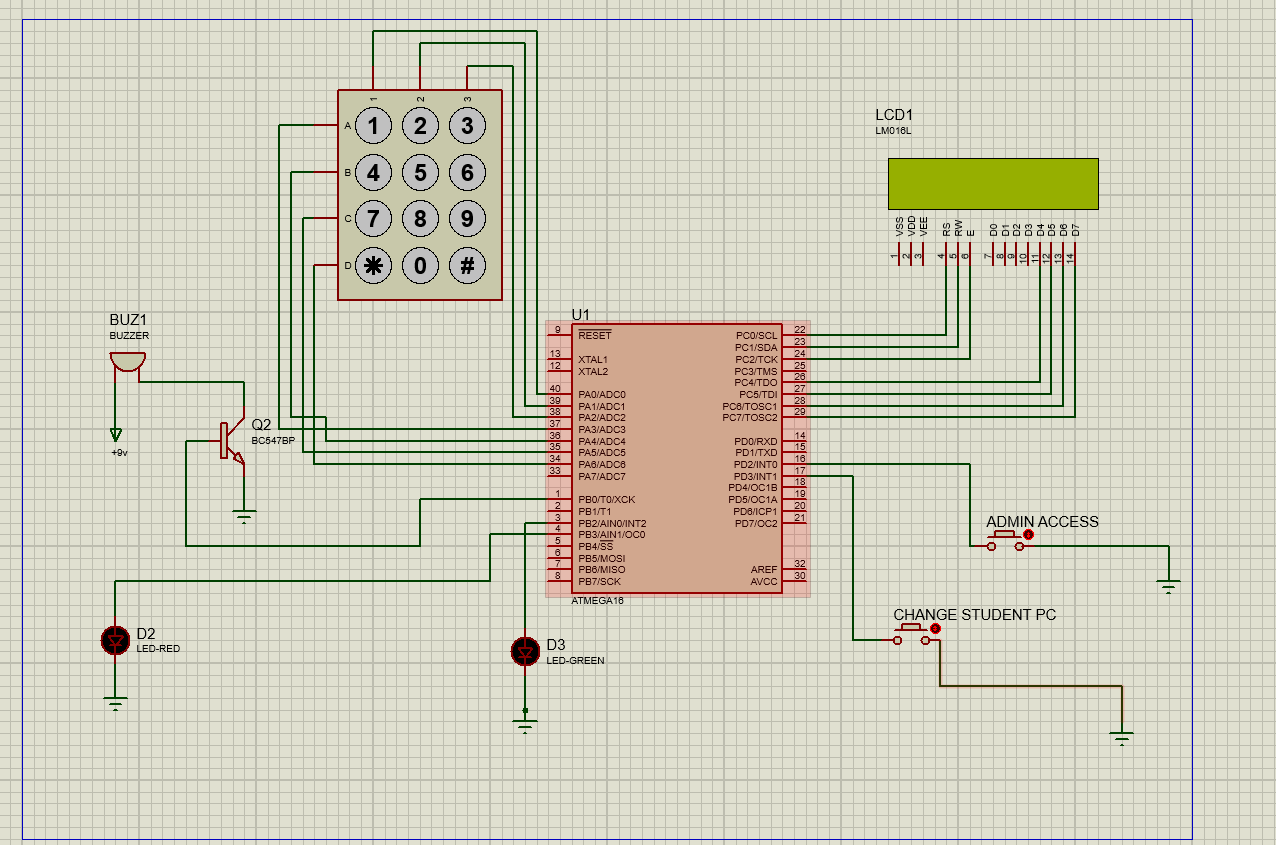 LCD1
LM016L
1 2 3
A 1 2 3
B 4 5 6
C 7 8 9
D * 0 #
VSS VDD VEE RS RW E D0 D1 D2 D3 D4 D5 D6 D7
1 2 3 4 5 6 7 8 9 10 11 12 13 14
BUZ1
BUZZER
+9v
Q2
BC547BP
U1
9 RESET
13 XTAL1
12 XTAL2
40 PA0/ADC0
39 PA1/ADC1
38 PA2/ADC2
37 PA3/ADC3
36 PA4/ADC4
35 PA5/ADC5
34 PA6/ADC6
33 PA7/ADC7
1 PB0/T0/XCK
2 PB1/T1
3 PB2/AIN0/INT2
4 PB3/AIN1/OC0
5 PB4/SS
6 PB5/MOSI
7 PB6/MISO
8 PB7/SCK
PC0/SCL 22
PC1/SDA 23
PC2/TCK 24
PC3/TMS 25
PC4/TDO 26
PC5/TDI 27
PC6/TOSC1 28
PC7/TOSC2 29
PD0/RXD 14
PD1/TXD 15
PD2/INT0 16
PD3/INT1 17
PD4/OC1B 18
PD5/OC1A 19
PD6/ICP1 20
PD7/OC2 21
AREF 32
AVCC 30
ATMEGA16
ADMIN ACCESS
CHANGE STUDENT PC
D2
LED-RED
D3
LED-GREEN